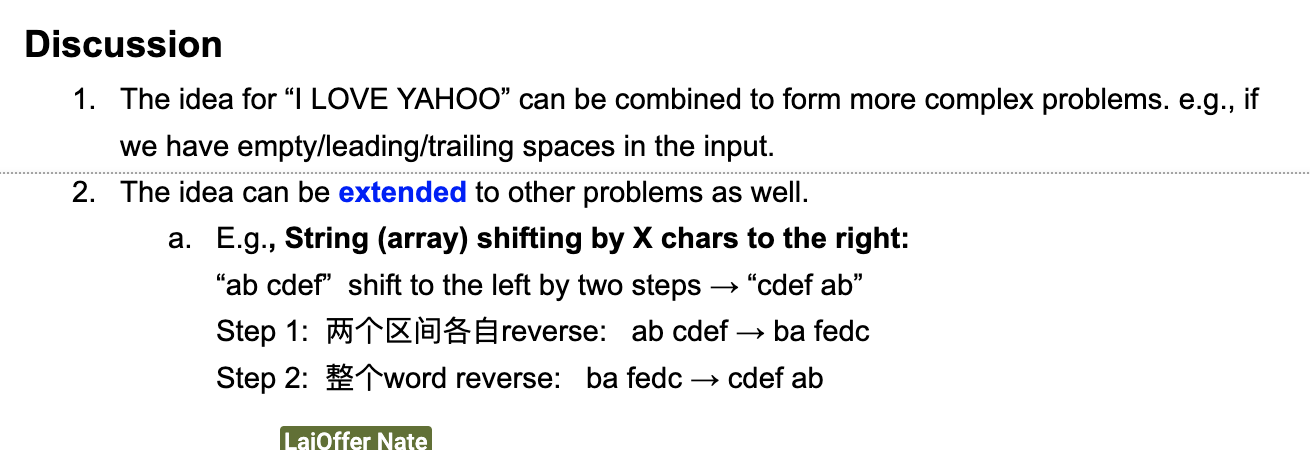 Discussion
1. The idea for “I LOVE YAHOO” can be combined to form more complex problems. e.g., if
we have empty/leading/trailing spaces in the input.
2. The idea can be extended to other problems as well.
a. E.g., String (array) shifting by X chars to the right:
“ab cdef” shift to the left by two steps → “cdef ab”
Step 1: 两个区间各自reverse: ab cdef → ba fedc
Step 2: 整个word reverse: ba fedc → cdef ab
LaiOffer Nate